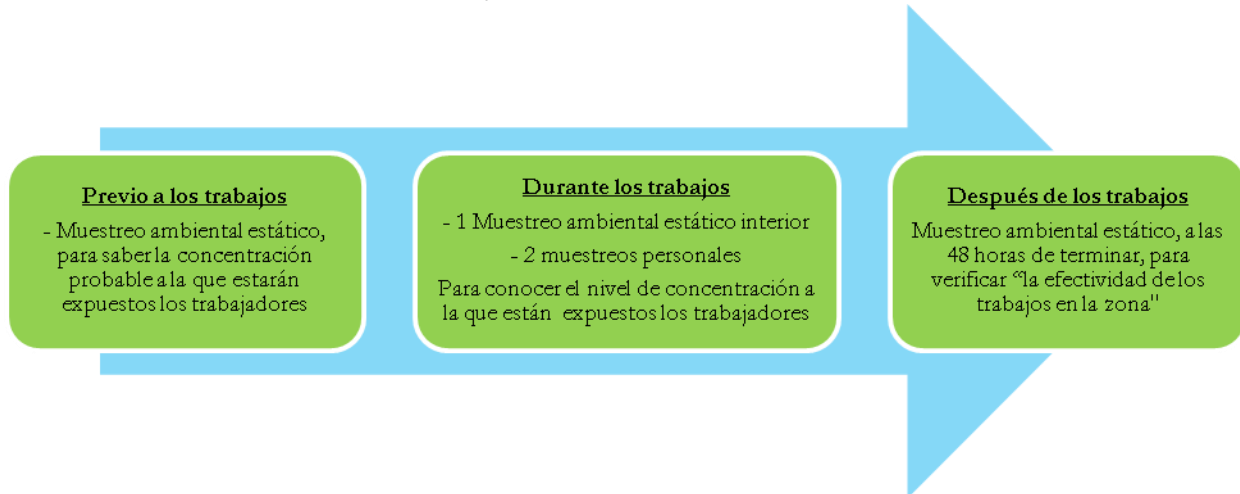 Previo a los trabajos
- Muestreo ambiental estático,
para saber la concentración
probable a la que estarán
expuestos los trabajadores
Durante los trabajos
- 1 Muestreo ambiental estático interior
- 2 muestreos personales
Para conocer el nivel de concentración a
la que están expuestos los trabajadores
Después de los trabajos
Muestreo ambiental estático, a las
48 horas de terminar, para
verificar “la efectividad de los
trabajos en la zona"